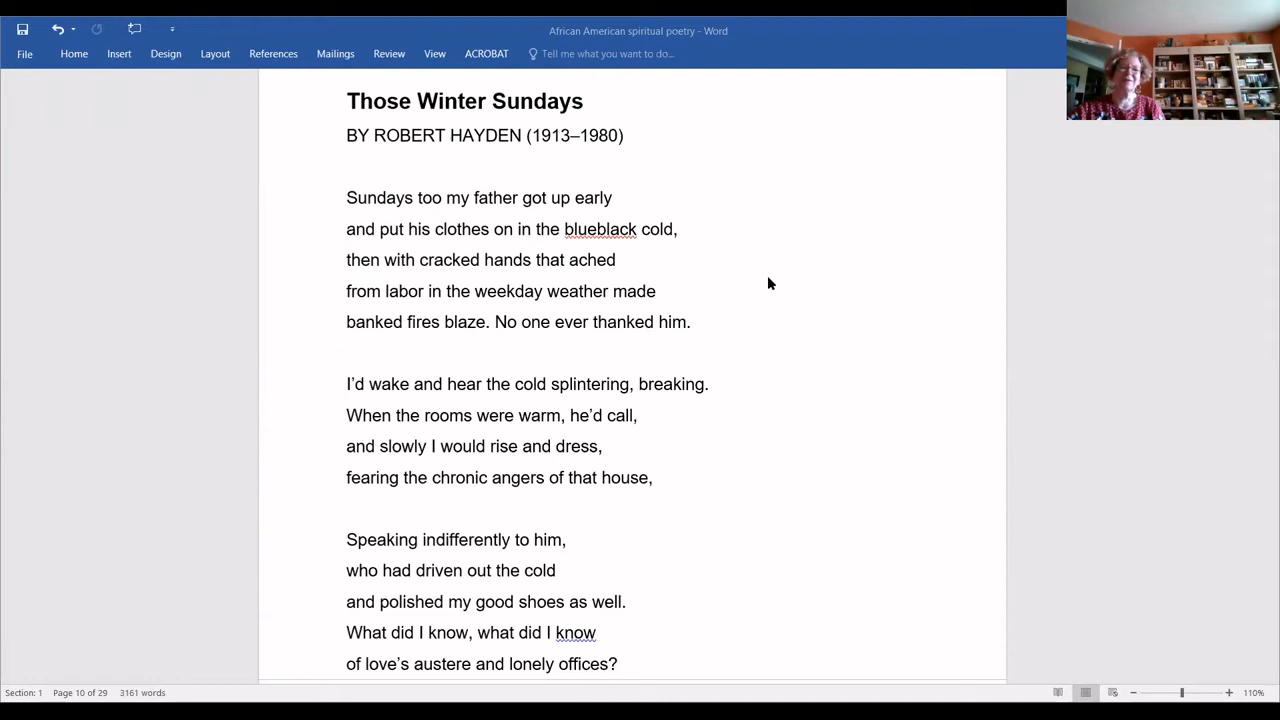 African American spiritual poetry - Word
File Home Insert Design Layout References Mailings Review View ACROBAT Tell me what you want to do...
Those Winter Sundays
BY ROBERT HAYDEN (1913–1980)
Sundays too my father got up early
and put his clothes on in the blueblack cold,
then with cracked hands that ached
from labor in the weekday weather made
banked fires blaze. No one ever thanked him.
I’d wake and hear the cold splintering, breaking.
When the rooms were warm, he’d call,
and slowly I would rise and dress,
fearing the chronic angers of that house,
Speaking indifferently to him,
who had driven out the cold
and polished my good shoes as well.
What did I know, what did I know
of love’s austere and lonely offices?
Section: 1 Page 10 of 29 3161 words 110%